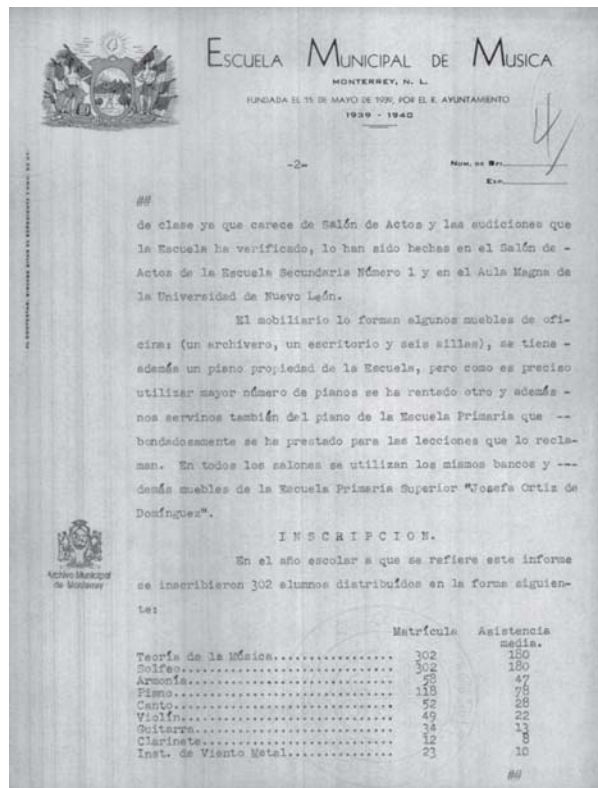 ESCUELA MUNICIPAL DE MUSICA
MONTERREY, N. L.
FUNDADA EL 15 DE MAYO DE 1939, POR EL R. AYUNTAMIENTO
1939 - 1940
4/
-2-
NUM. DE OFI.
EXP.
##
de clase ya que carece de Salón de Actos y las audiciones que
la Escuela ha verificado, lo han sido hechas en el Salón de -
Actos de la Escuela Secundaria Número 1 y en el Aula Magna de
la Universidad de Nuevo León.
El mobiliario lo forman algunos muebles de ofi-
cina: (un archivero, un escritorio y seis sillas), se tiene -
además un piano propiedad de la Escuela, pero como es preciso
utilizar mayor número de pianos se ha rentado otro y además -
nos servinos también del piano de la Escuela Primaria que --
bondadosamente se ha prestado para las lecciones que lo recla-
man. En todos los salones se utilizan los mismos bancos y ---
demás muebles de la Escuela Primaria Superior "Josefa Ortiz de
Domínguez".
INSCRIPCION.
En el año escolar a que se refiere este informe
se inscribieron 302 alumnos distribuídos en la forma siguien-
te:
Matrícula Asistencia
media.
Teoría de la Música................ 302 180
Solfeo............................. 302 180
Armonía............................ 58 47
Piano.............................. 118 78
Canto.............................. 52 28
Violín............................. 49 22
Guitarra........................... 34 13
Clarinete.......................... 12 8
Inst. de Viento Metal.............. 23 10
##
Archivo Municipal
de Monterrey